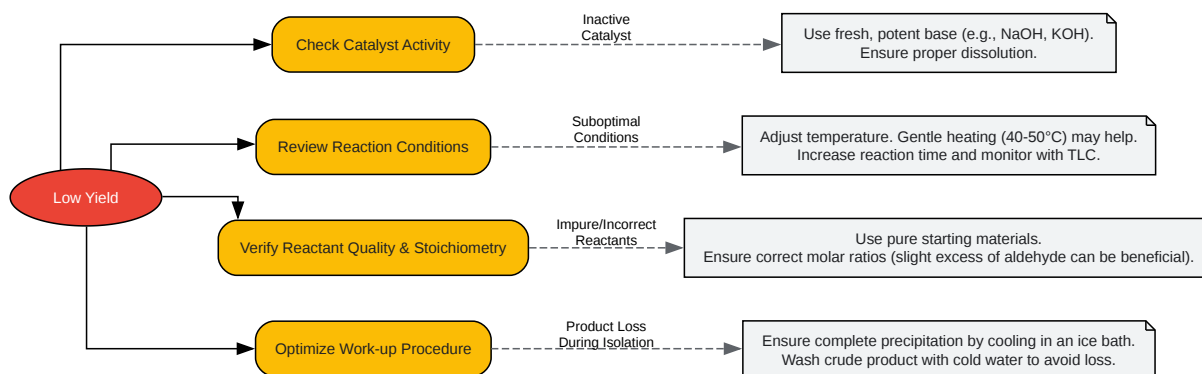 Check Catalyst Activity
Inactive
Catalyst
Use fresh, potent base (e.g., NaOH, KOH).
Ensure proper dissolution.
Review Reaction Conditions
Suboptimal
Conditions
Adjust temperature. Gentle heating (40-50°C) may help.
Increase reaction time and monitor with TLC.
Low Yield
Verify Reactant Quality & Stoichiometry
Impure/Incorrect
Reactants
Use pure starting materials.
Ensure correct molar ratios (slight excess of aldehyde can be beneficial).
Optimize Work-up Procedure
Product Loss
During Isolation
Ensure complete precipitation by cooling in an ice bath.
Wash crude product with cold water to avoid loss.